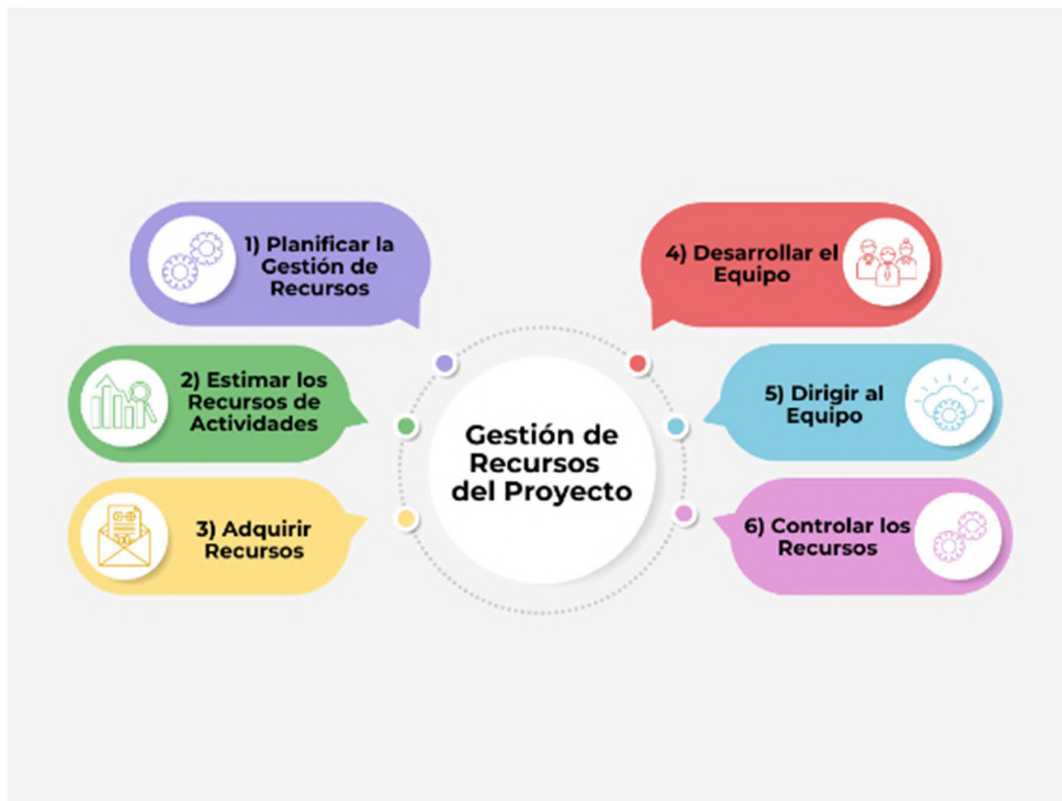 1) Planificar la
Gestión de
Recursos
2) Estimar los
Recursos de
Actividades
3) Adquirir
Recursos
Gestión de
Recursos
del Proyecto
4) Desarrollar el
Equipo
5) Dirigir al
Equipo
6) Controlar los
Recursos